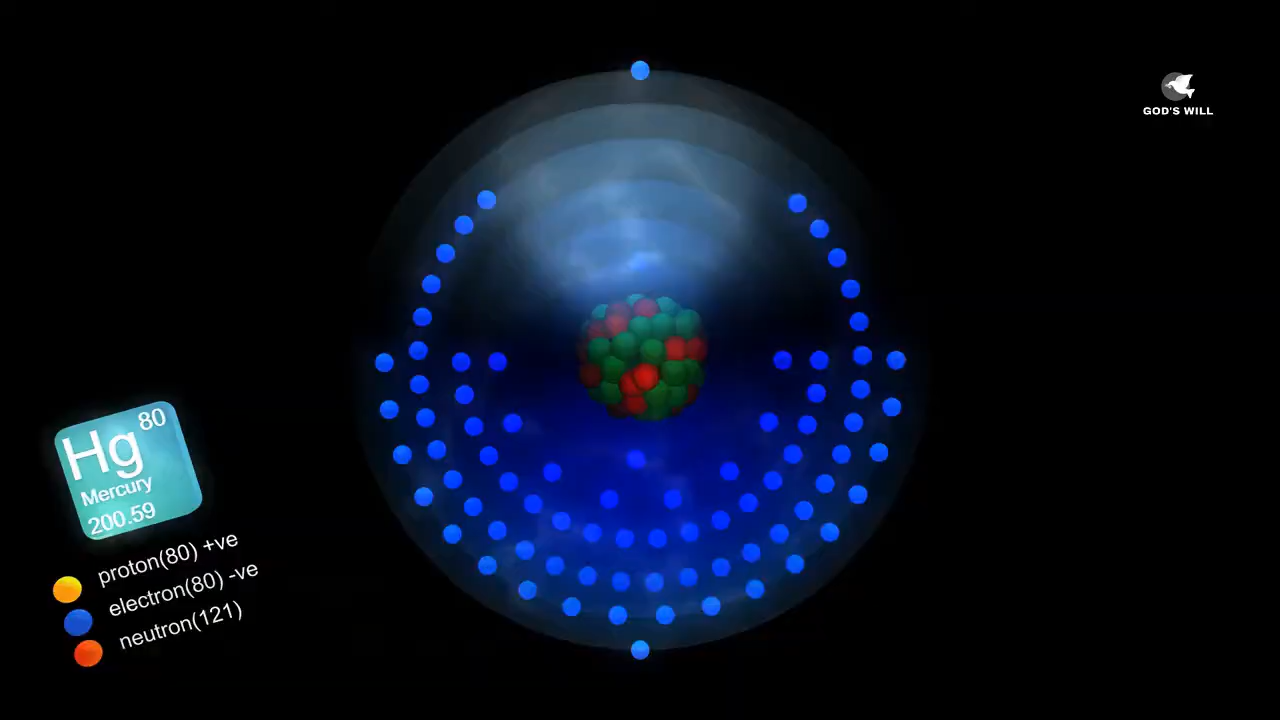 GOD'S WILL
80
Hg
Mercury
200.59
proton(80) +ve
electron(80) -ve
neutron(121)